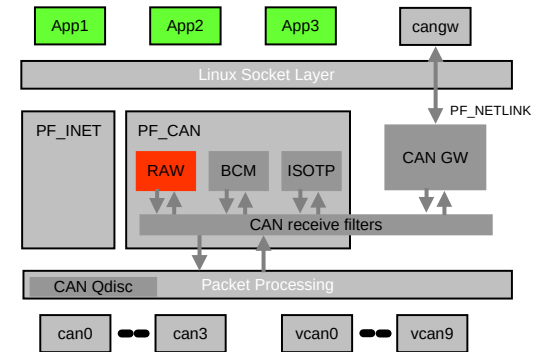 App1
App2
App3
cangw
Linux Socket Layer
PF_NETLINK
PF_INET
PF_CAN
CAN GW
RAW
BCM
ISOTP
CAN receive filters
CAN Qdisc
Packet Processing
can0
can3
vcan0
vcan9